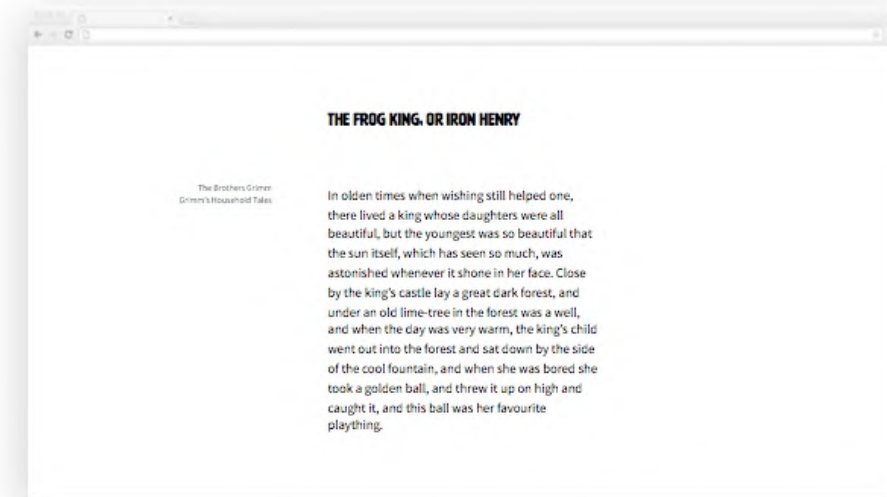 THE FROG KING, OR IRON HENRY
The Brothers Grimm
Grimm's Household Tales
In olden times when wishing still helped one,
there lived a king whose daughters were all
beautiful, but the youngest was so beautiful that
the sun itself, which has seen so much, was
astonished whenever it shone in her face. Close
by the king's castle lay a great dark forest, and
under an old lime-tree in the forest was a well,
and when the day was very warm, the king's child
went out into the forest and sat down by the side
of the cool fountain, and when she was bored she
took a golden ball, and threw it up on high and
caught it, and this ball was her favourite
plaything.